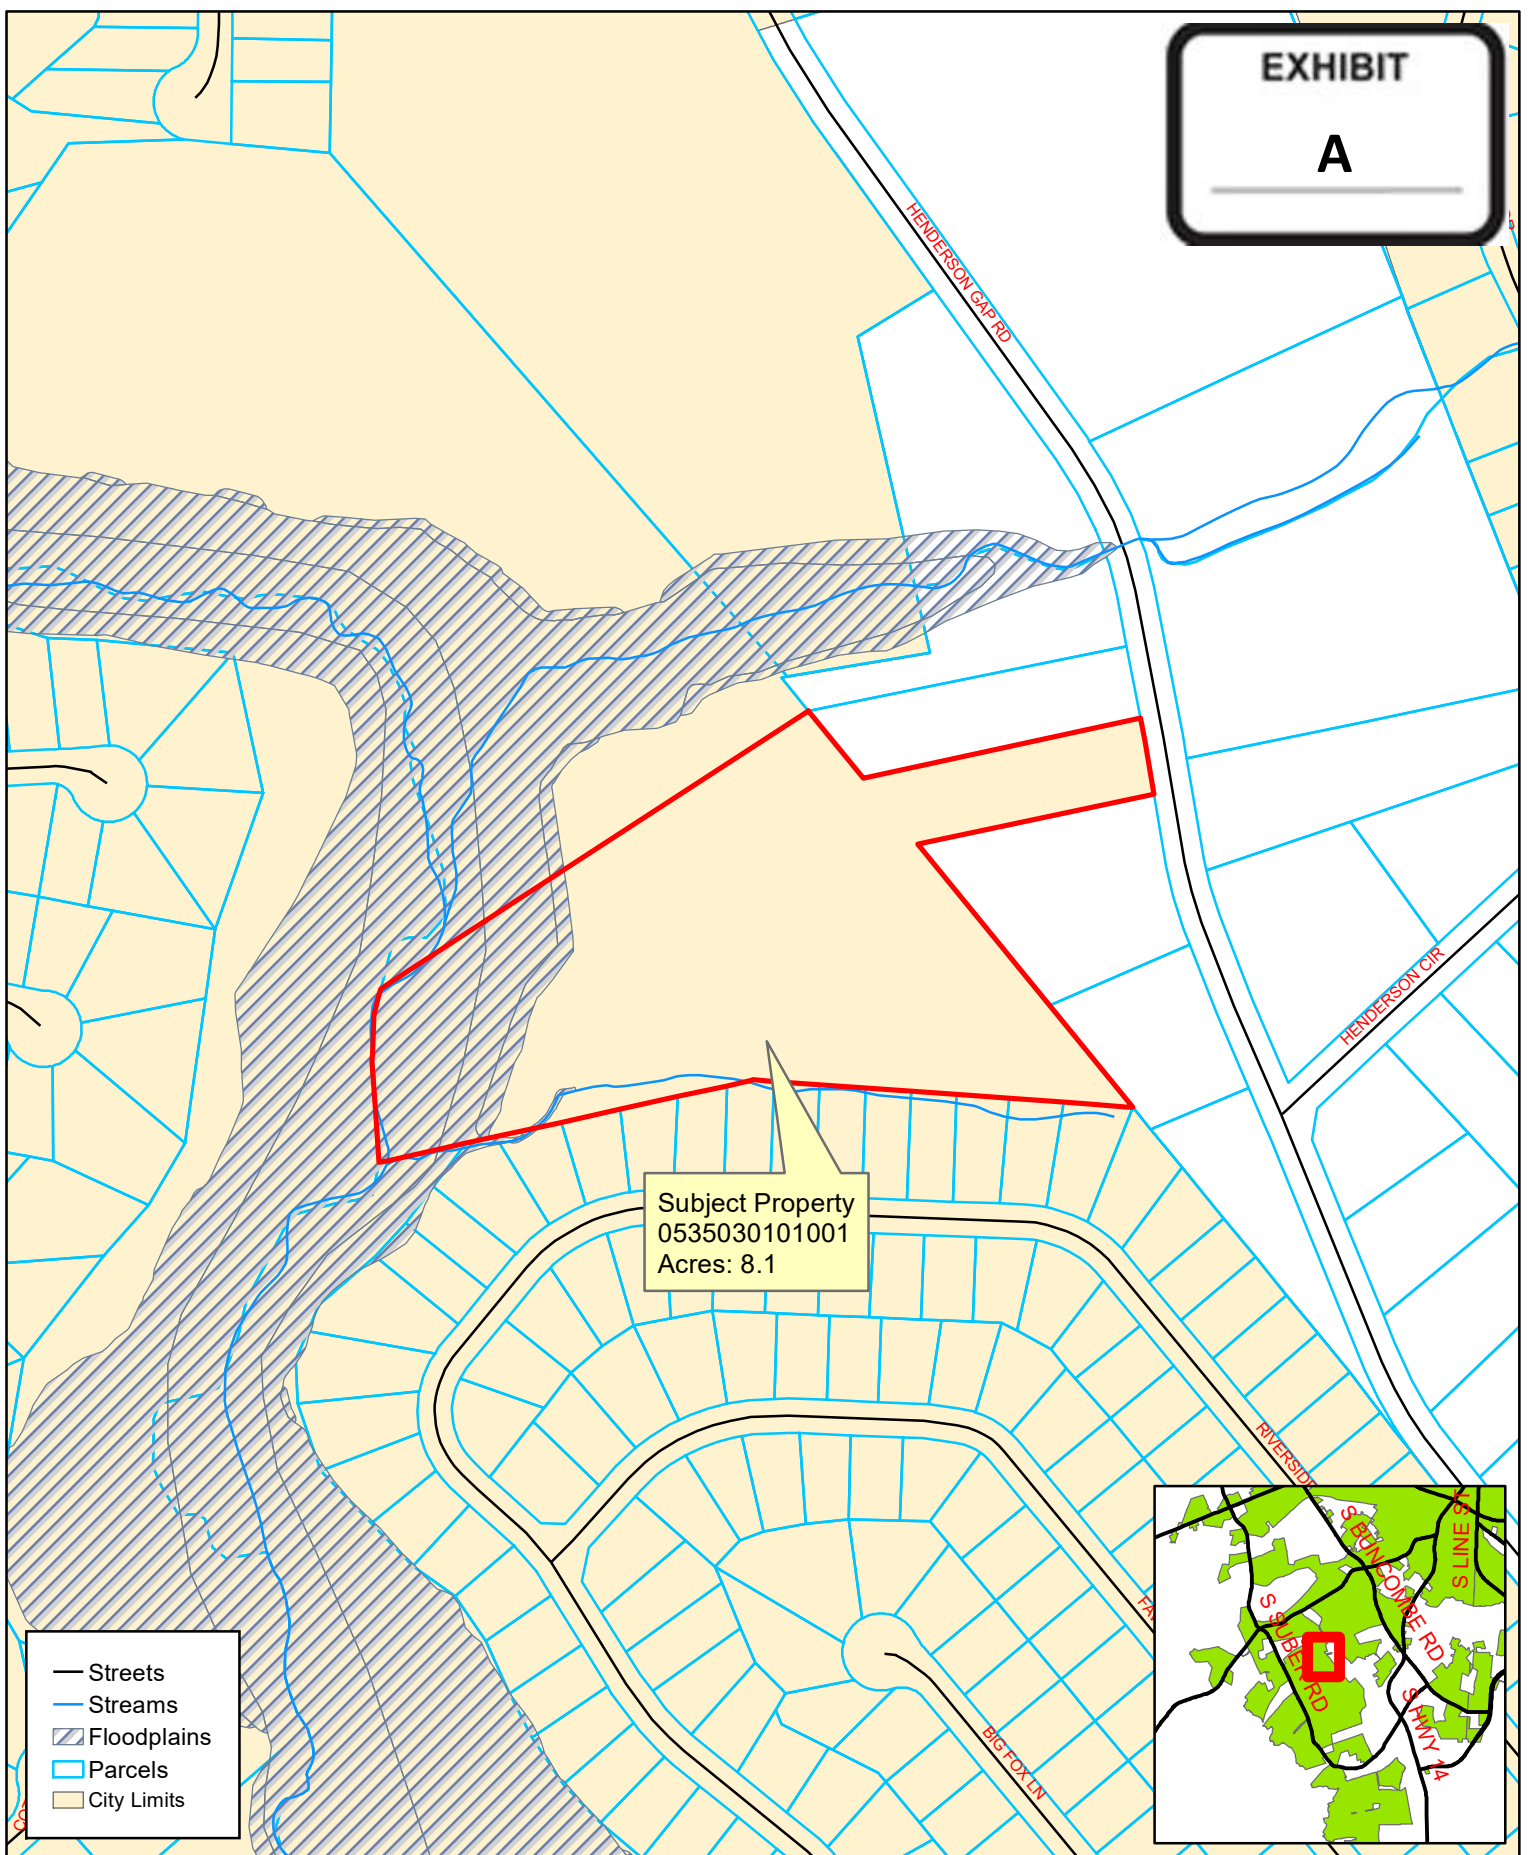 EXHIBIT
A
HENDERSON GAP RD
HENDERSON CIR
Subject Property
0535030101001
Acres: 8.1
RIVERSIDE
BIG FOX LN
S BUNCOMBE RD
S LINE ST
S SUBER RD
S HWY 14
Streets
Streams
Floodplains
Parcels
City Limits